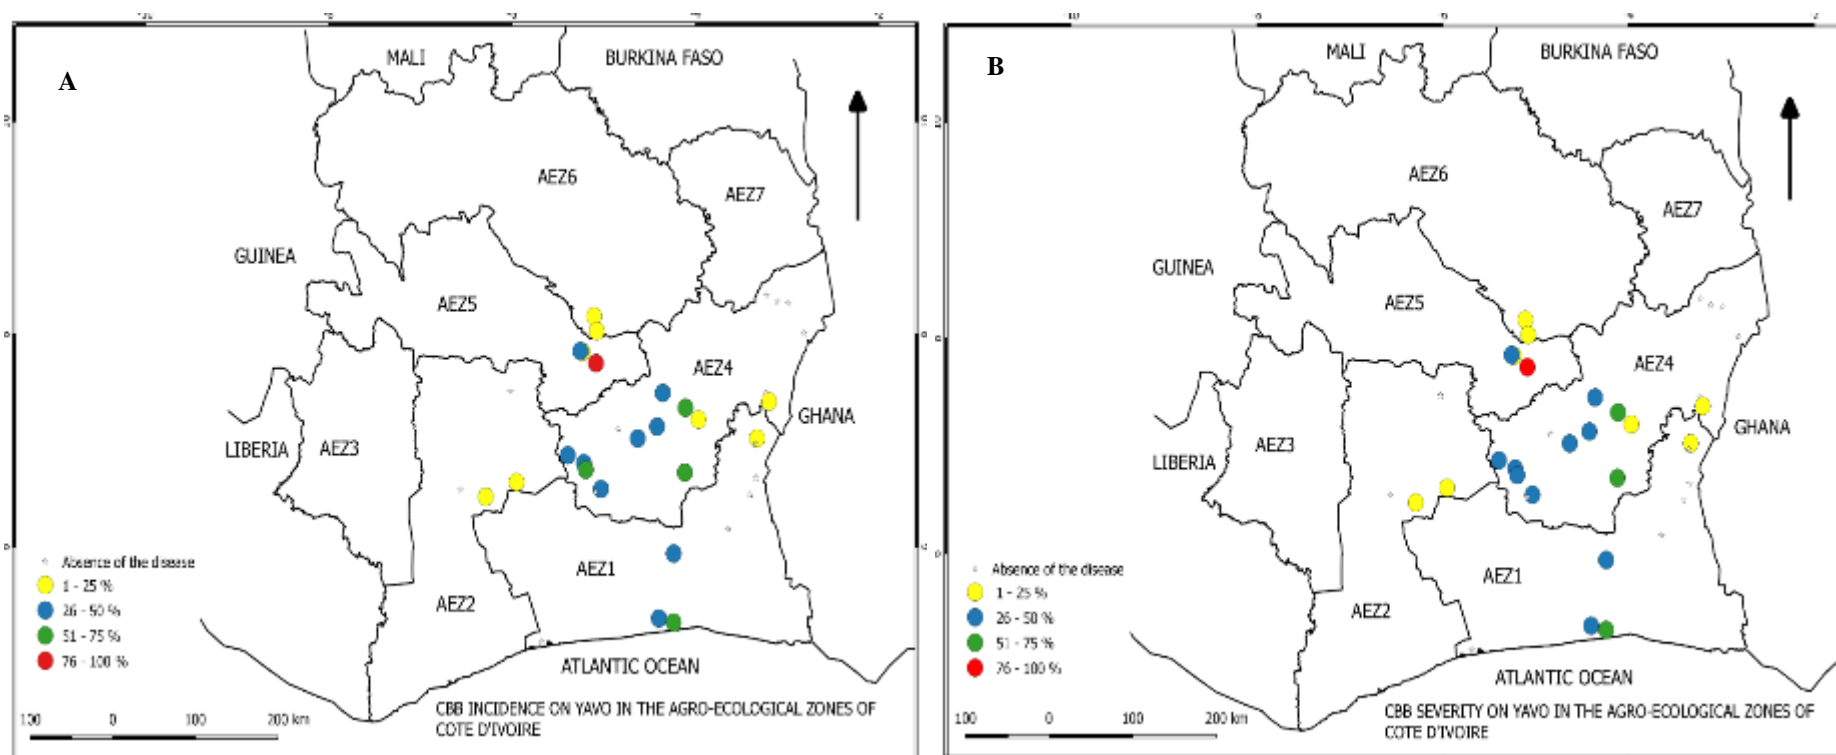 A
MALI
BURKINA FASO
AEZ6
AEZ7
GUINEA
AEZ5
AEZ4
GHANA
LIBERIA
AEZ3
AEZ1
AEZ2
Absence of the disease
1 - 25 %
26 - 50 %
51 - 75 %
76 - 100 %
ATLANTIC OCEAN
CBB INCIDENCE ON YAVO IN THE AGRO-ECOLOGICAL ZONES OF
COTE D'IVOIRE
100 0 100 200 km
B
MALI
BURKINA FASO
AEZ6
AEZ7
GUINEA
AEZ5
AEZ4
GHANA
LIBERIA
AEZ3
AEZ1
AEZ2
Absence of the disease
1 - 25 %
26 - 50 %
51 - 75 %
76 - 100 %
ATLANTIC OCEAN
CBB SEVERITY ON YAVO IN THE AGRO-ECOLOGICAL ZONES OF
COTE D'IVOIRE
100 0 100 200 km